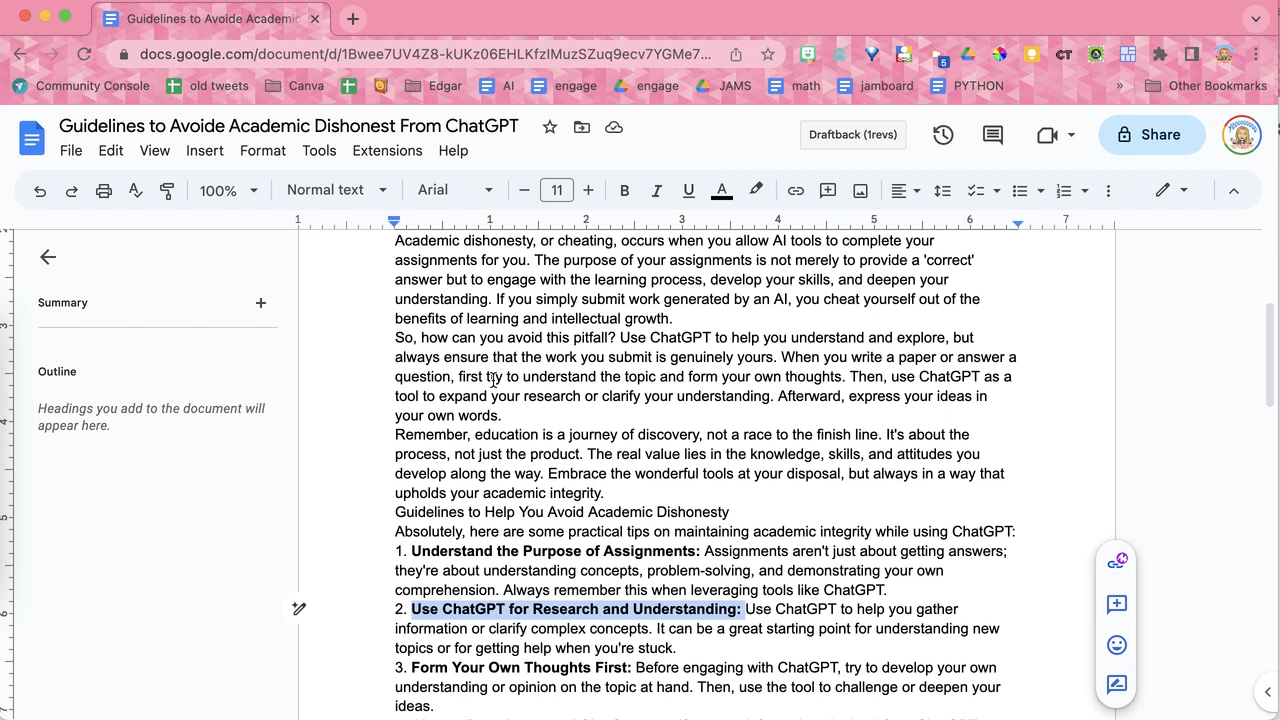 Guidelines to Avoide Academic
docs.google.com/document/d/1Bwee7UV4Z8-kUKz06EHLKfzIMuzSZuq9ecv7YGMe7...
5
CT
Community Console
old tweets
Canva
Edgar
AI
engage
engage
JAMS
math
jamboard
PYTHON
»
Other Bookmarks
Guidelines to Avoide Academic Dishonest From ChatGPT
Draftback (1revs)
Share
File Edit View Insert Format Tools Extensions Help
100% Normal text Arial 11 B I U A
1 1 2 3 4 5 6 7
2
3
4
5
6
7
Summary
Outline
Headings you add to the document will
appear here.
Academic dishonesty, or cheating, occurs when you allow AI tools to complete your
assignments for you. The purpose of your assignments is not merely to provide a 'correct'
answer but to engage with the learning process, develop your skills, and deepen your
understanding. If you simply submit work generated by an AI, you cheat yourself out of the
benefits of learning and intellectual growth.
So, how can you avoid this pitfall? Use ChatGPT to help you understand and explore, but
always ensure that the work you submit is genuinely yours. When you write a paper or answer a
question, first try to understand the topic and form your own thoughts. Then, use ChatGPT as a
tool to expand your research or clarify your understanding. Afterward, express your ideas in
your own words.
Remember, education is a journey of discovery, not a race to the finish line. It's about the
process, not just the product. The real value lies in the knowledge, skills, and attitudes you
develop along the way. Embrace the wonderful tools at your disposal, but always in a way that
upholds your academic integrity.
Guidelines to Help You Avoid Academic Dishonesty
Absolutely, here are some practical tips on maintaining academic integrity while using ChatGPT:
1. Understand the Purpose of Assignments: Assignments aren't just about getting answers;
they're about understanding concepts, problem-solving, and demonstrating your own
comprehension. Always remember this when leveraging tools like ChatGPT.
2. Use ChatGPT for Research and Understanding: Use ChatGPT to help you gather
information or clarify complex concepts. It can be a great starting point for understanding new
topics or for getting help when you're stuck.
3. Form Your Own Thoughts First: Before engaging with ChatGPT, try to develop your own
understanding or opinion on the topic at hand. Then, use the tool to challenge or deepen your
ideas.